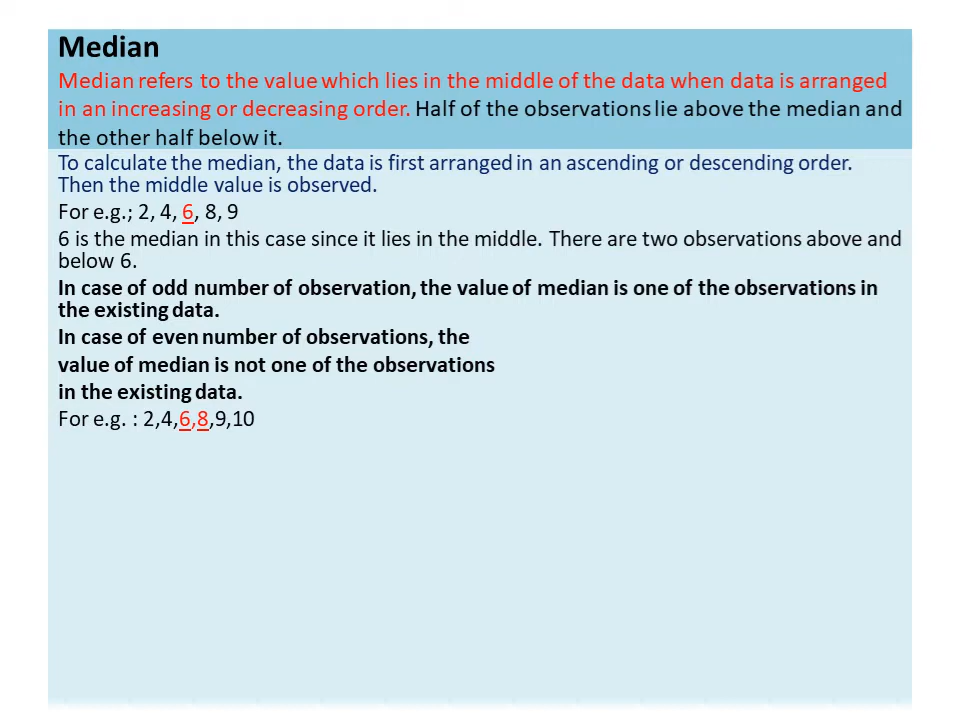 Median
Median refers to the value which lies in the middle of the data when data is arranged
in an increasing or decreasing order. Half of the observations lie above the median and
the other half below it.
To calculate the median, the data is first arranged in an ascending or descending order.
Then the middle value is observed.
For e.g.; 2, 4, 6, 8, 9
6 is the median in this case since it lies in the middle. There are two observations above and
below 6.
In case of odd number of observation, the value of median is one of the observations in
the existing data.
In case of even number of observations, the
value of median is not one of the observations
in the existing data.
For e.g. : 2,4,6,8,9,10